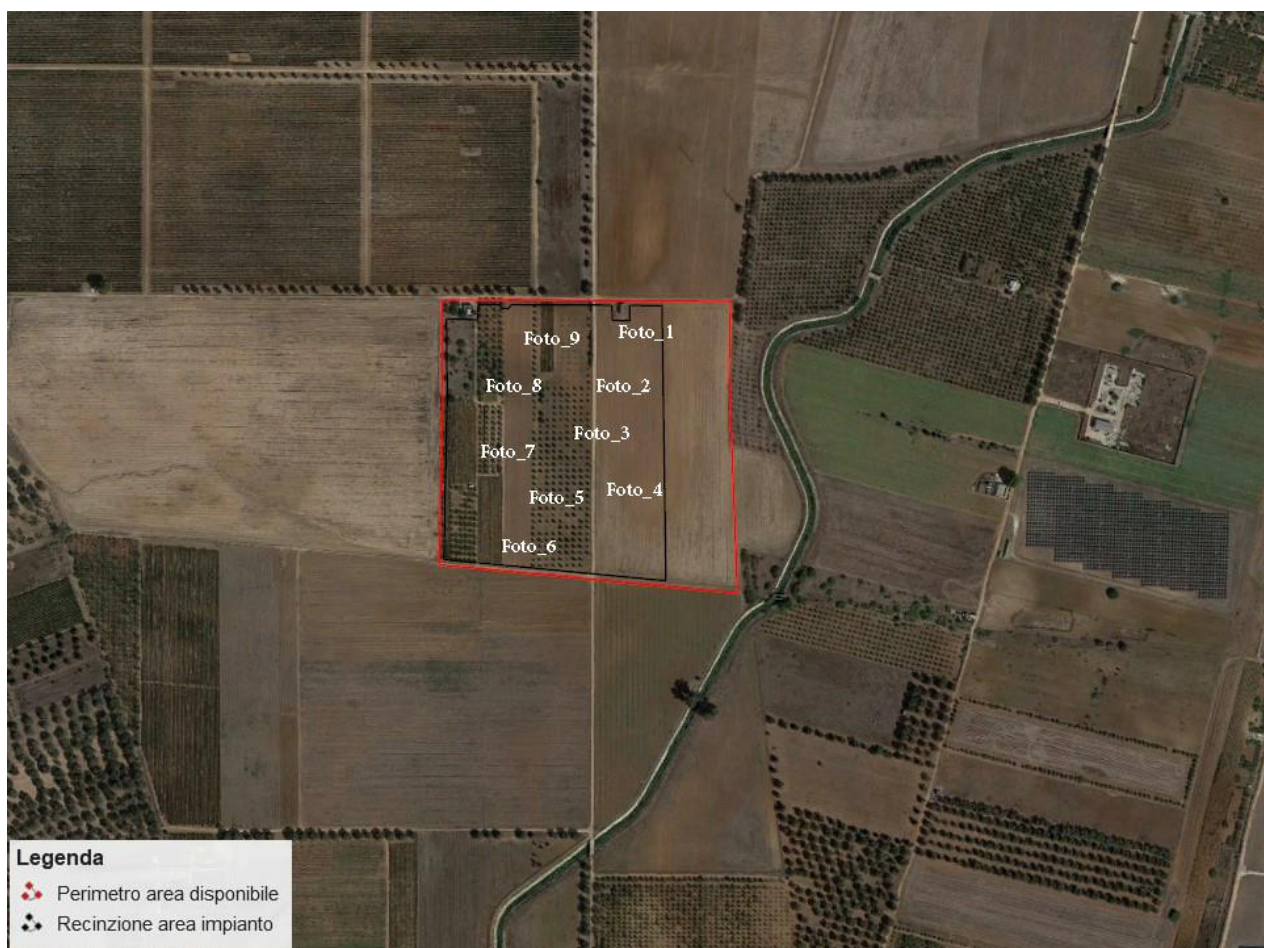 Foto_1
Foto_9
Foto_8
Foto_2
Foto_3
Foto_7
Foto_4
Foto_5
Foto_6
Legenda
Perimetro area disponibile
Recinzione area impianto